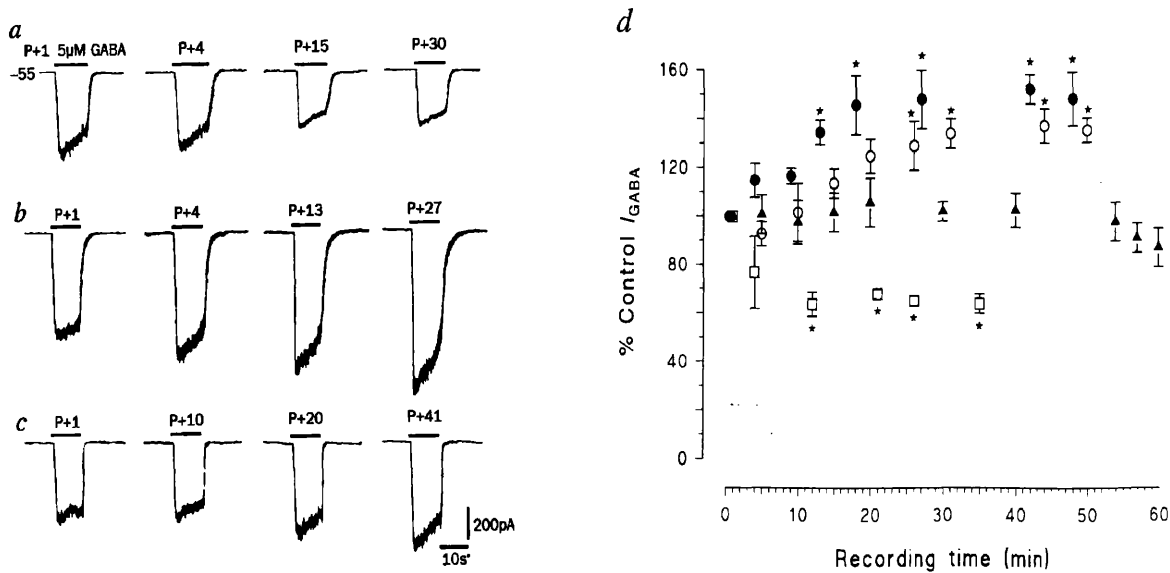 a
P+1 5μM GABA
P+4
P+15
P+30
-55
b
P+1
P+4
P+13
P+27
c
P+1
P+10
P+20
P+41
200pA
10s
d
% Control I_GABA
160
120
80
40
0
0 10 20 30 40 50 60
Recording time (min)